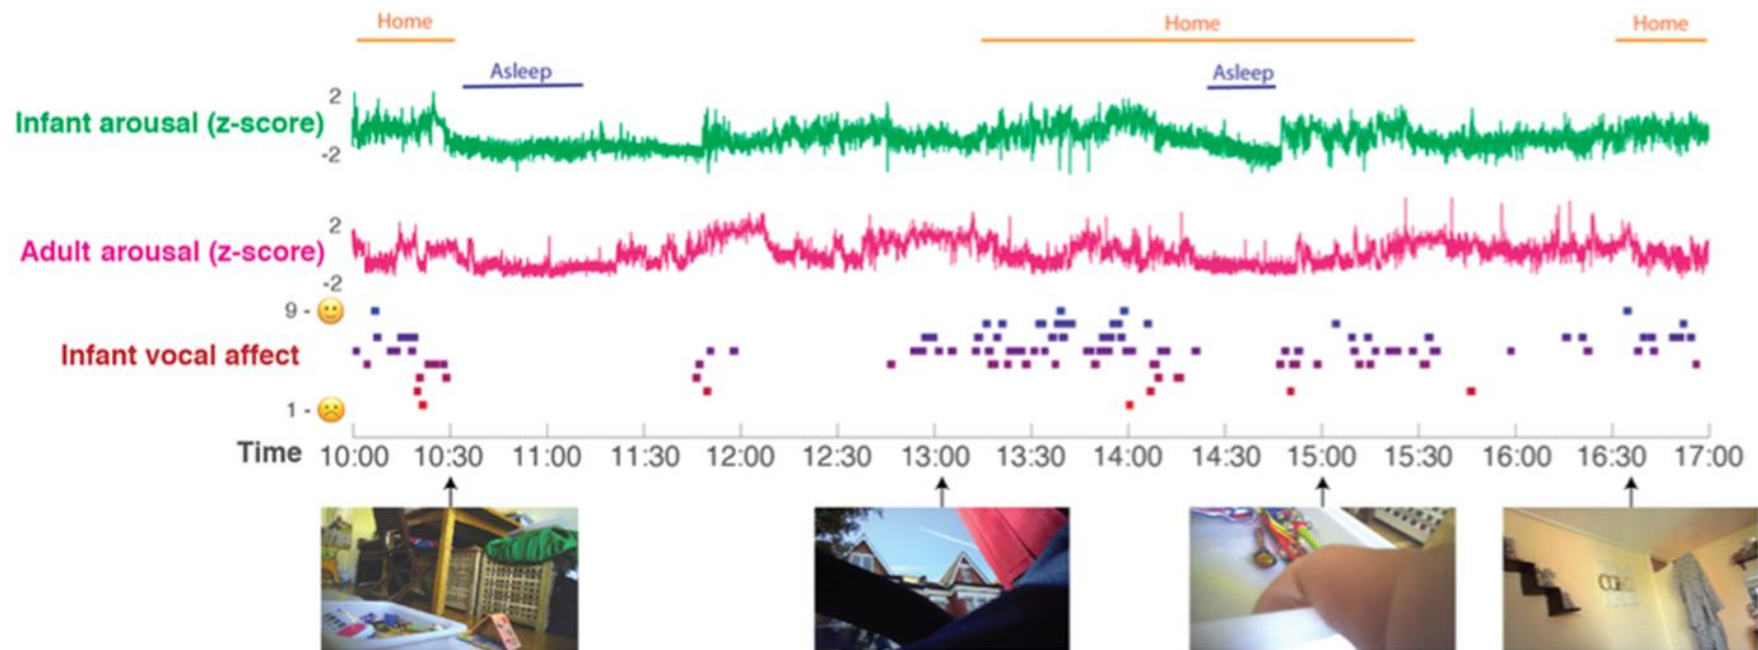 Home
Home
Home
Asleep
Asleep
2
Infant arousal (z-score)
-2
2
Adult arousal (z-score)
-2
9 -
Infant vocal affect
1 -
Time 10:00 10:30 11:00 11:30 12:00 12:30 13:00 13:30 14:00 14:30 15:00 15:30 16:00 16:30 17:00